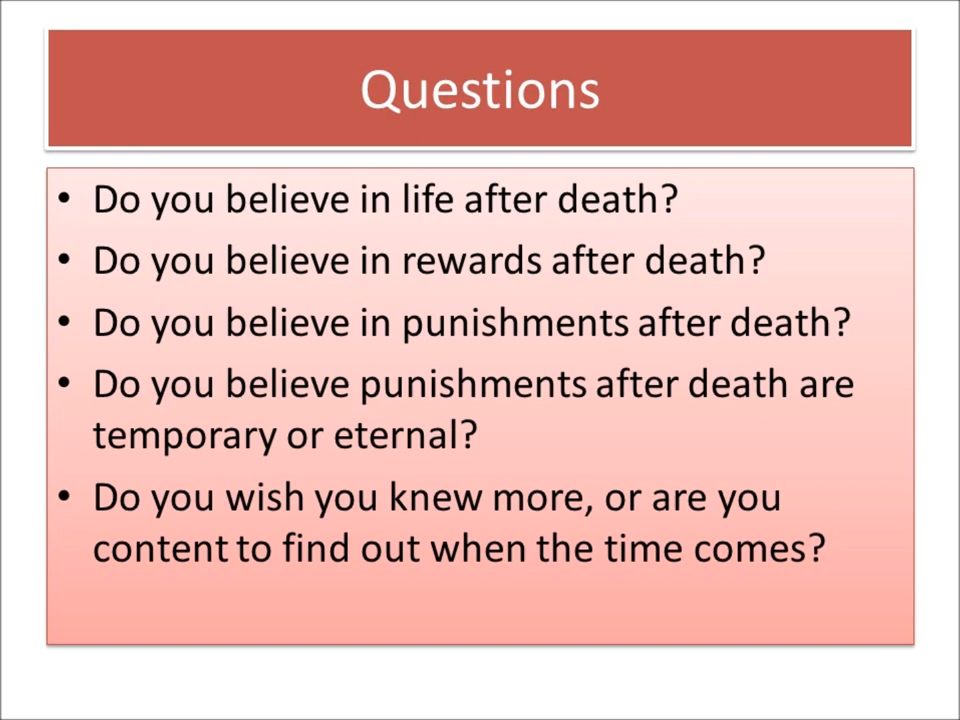 Questions
• Do you believe in life after death?
• Do you believe in rewards after death?
• Do you believe in punishments after death?
• Do you believe punishments after death are
temporary or eternal?
• Do you wish you knew more, or are you
content to find out when the time comes?